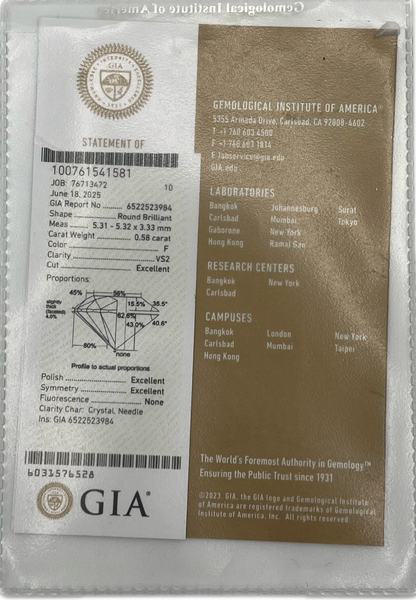 Gemological Institute of Ame
GIA
STATEMENT OF
100761541581
JOB: 76713472 10
June 18, 2025
GIA Report No .... 6522523984
Shape .... Round Brilliant
Meas .... 5.31 - 5.32 x 3.33 mm
Carat Weight .... 0.58 carat
Color .... F
Clarity .... VS2
Cut .... Excellent
Proportions:
45% 56%
slightly thick (faceted) 4.0%
15.5% 35.5°
62.6%
43.0% 40.6°
80%
none
Profile to actual proportions
Polish .... Excellent
Symmetry .... Excellent
Fluorescence .... None
Clarity Char: Crystal, Needle
Ins: GIA 6522523984
6031576528
GIA®
GEMOLOGICAL INSTITUTE OF AMERICA®
5355 Armada Drive, Carlsbad, CA 92008-4602
T +1 760 603 4500
F +1 760 603 1814
E labservice@gia.edu
GIA.edu
LABORATORIES
Bangkok Johannesburg Surat
Carlsbad Mumbai Tokyo
Gaborone New York
Hong Kong Ramat Gan
RESEARCH CENTERS
Bangkok New York
Carlsbad
CAMPUSES
Bangkok London New York
Carlsbad Mumbai Taipei
Hong Kong
The World's Foremost Authority in Gemology™
Ensuring the Public Trust since 1931
©2023 GIA, the GIA logo and Gemological Institute
of America are registered trademarks of Gemological
Institute of America, Inc. All rights reserved.